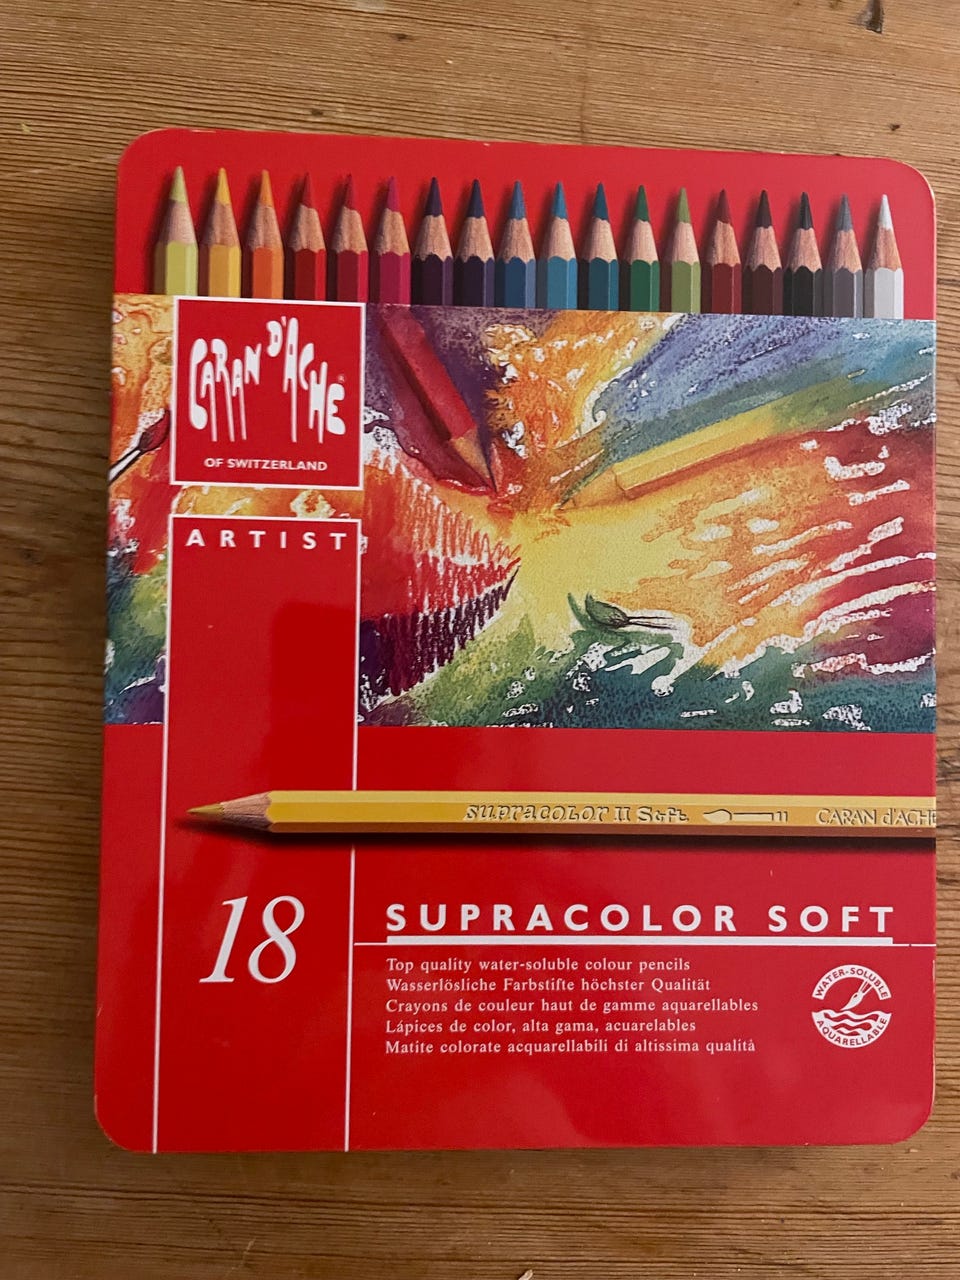 CARAN D'ACHE®
OF SWITZERLAND
ARTIST
supracolor II Soft
CARAN d'ACHE
18
SUPRACOLOR SOFT
Top quality water-soluble colour pencils
Wasserlösliche Farbstifte höchster Qualität
Crayons de couleur haut de gamme aquarellables
Lápices de color, alta gama, acuarelables
Matite colorate acquarellabili di altissima qualità
WATER-SOLUBLE
AQUARELLABLE